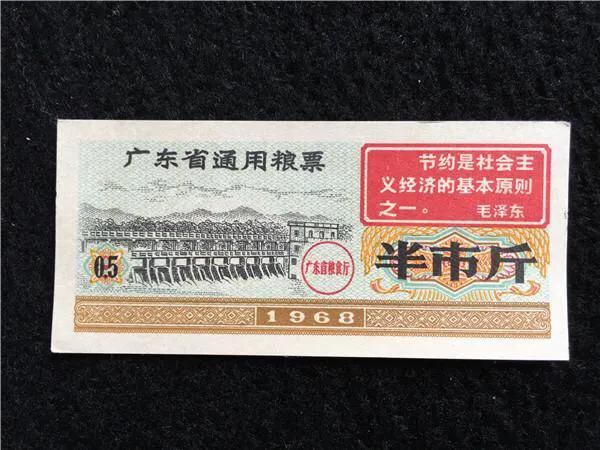 广东省通用粮票
节约是社会主
义经济的基本原则
之一。 毛泽东
0.5
广东省粮食厅
半市斤
1968